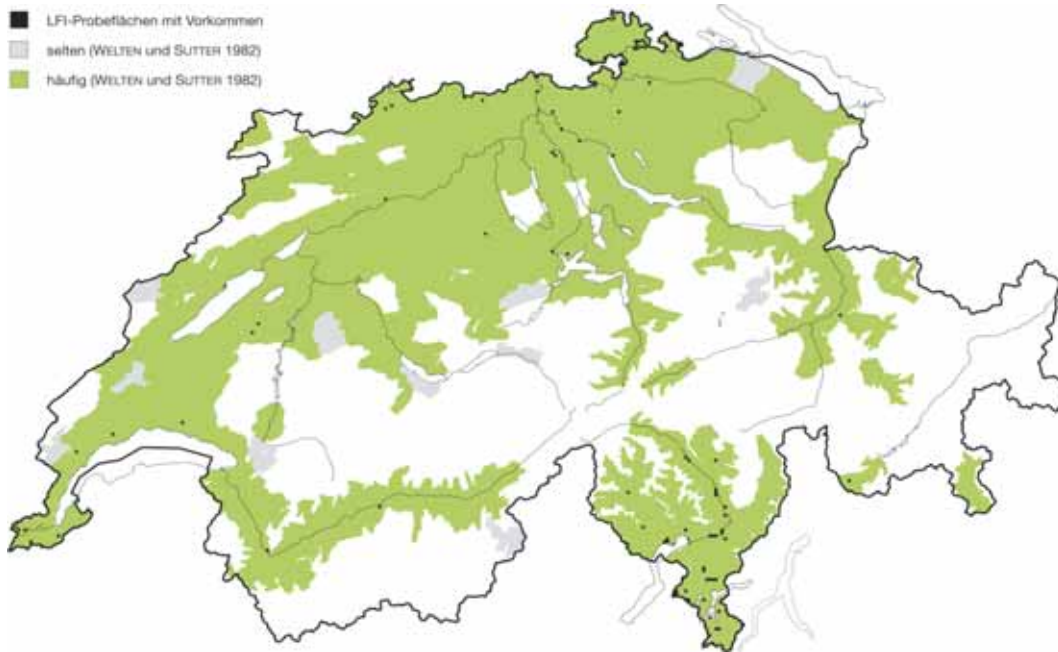 LFI-Probeflächen mit Vorkommen
selten (WELTEN und SUTTER 1982)
häufig (WELTEN und SUTTER 1982)